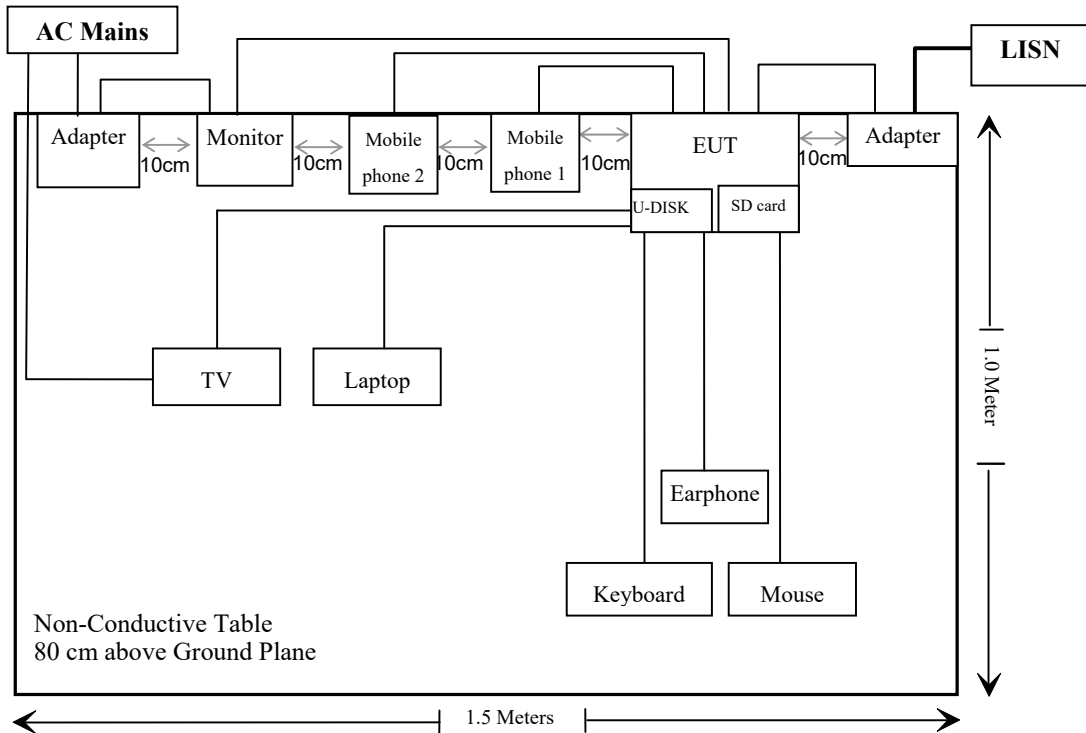 AC Mains
LISN
Adapter
Monitor
Mobile
phone 2
Mobile
phone 1
EUT
Adapter
10cm
10cm
10cm
10cm
10cm
U-DISK
SD card
TV
Laptop
Earphone
Keyboard
Mouse
Non-Conductive Table
80 cm above Ground Plane
1.0 Meter
1.5 Meters